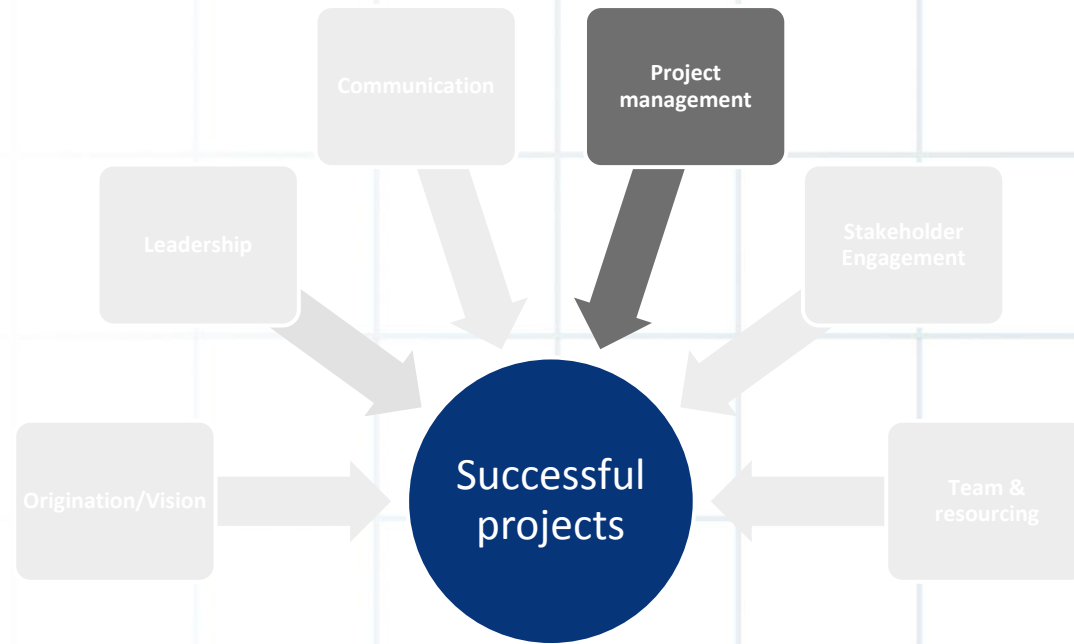 Communication
Project
management
Leadership
Stakeholder
Engagement
Origination/Vision
Successful
projects
Team &
resourcing